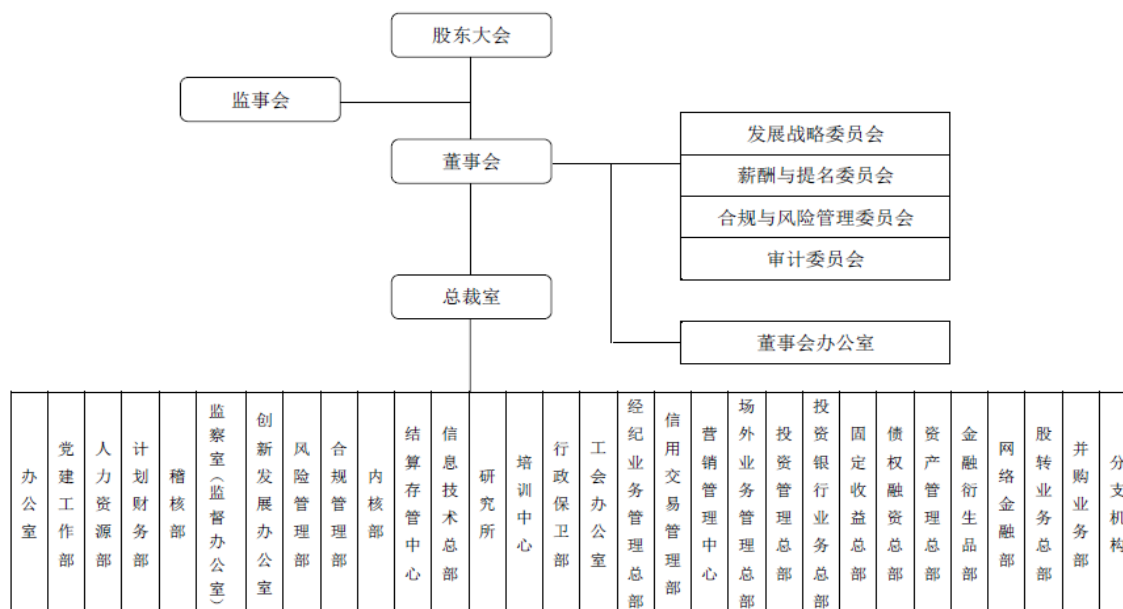 股东大会
监事会
董事会
发展战略委员会
薪酬与提名委员会
合规与风险管理委员会
审计委员会
总裁室
董事会办公室
办公室
党建工作部
人力资源部
计划财务部
稽核部
监察室（监督办公室）
创新发展办公室
风险管理部
合规管理部
内核部
结算存管中心
信息技术总部
研究所
培训中心
行政保卫部
工会办公室
经纪业务管理总部
信用交易管理部
营销管理中心
场外业务管理总部
投资管理总部
投资银行业务总部
固定收益总部
债权融资总部
资产管理总部
金融衍生品部
网络金融部
股转业务总部
并购业务部
分支机构